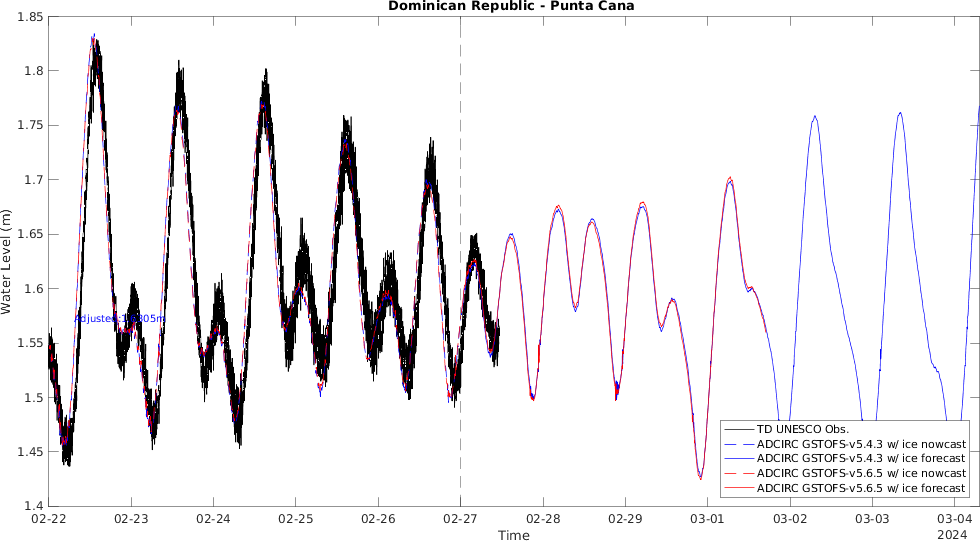 Dominican Republic - Punta Cana
1.85
1.8
1.75
1.7
1.65
1.6
1.55
1.5
1.45
1.4
Water Level (m)
TD UNESCO Obs.
ADCIRC GSTOFS-v5.4.3 w/ ice nowcast
ADCIRC GSTOFS-v5.4.3 w/ ice forecast
ADCIRC GSTOFS-v5.6.5 w/ ice nowcast
ADCIRC GSTOFS-v5.6.5 w/ ice forecast
02-22 02-23 02-24 02-25 02-26 02-27 02-28 02-29 03-01 03-02 03-03 03-04
Time
2024